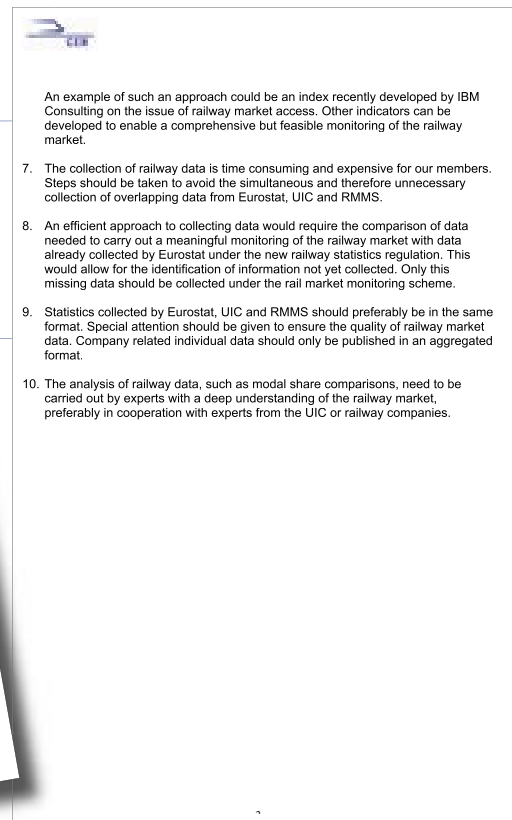 CER
An example of such an approach could be an index recently developed by IBM
Consulting on the issue of railway market access. Other indicators can be
developed to enable a comprehensive but feasible monitoring of the railway
market.
7. The collection of railway data is time consuming and expensive for our members.
Steps should be taken to avoid the simultaneous and therefore unnecessary
collection of overlapping data from Eurostat, UIC and RMMS.
8. An efficient approach to collecting data would require the comparison of data
needed to carry out a meaningful monitoring of the railway market with data
already collected by Eurostat under the new railway statistics regulation. This
would allow for the identification of information not yet collected. Only this
missing data should be collected under the rail market monitoring scheme.
9. Statistics collected by Eurostat, UIC and RMMS should preferably be in the same
format. Special attention should be given to ensure the quality of railway market
data. Company related individual data should only be published in an aggregated
format.
10. The analysis of railway data, such as modal share comparisons, need to be
carried out by experts with a deep understanding of the railway market,
preferably in cooperation with experts from the UIC or railway companies.